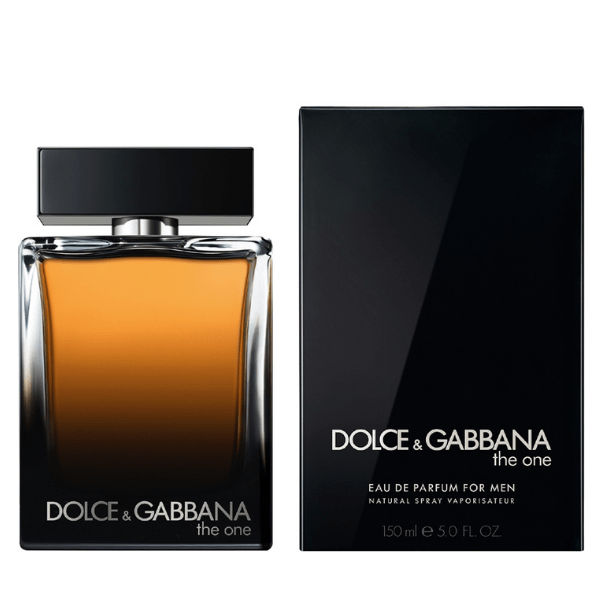 DOLCE & GABBANA
the one
DOLCE & GABBANA
the one
EAU DE PARFUM FOR MEN
NATURAL SPRAY VAPORISATEUR
150 ml ℮ 5.0 FL. OZ.